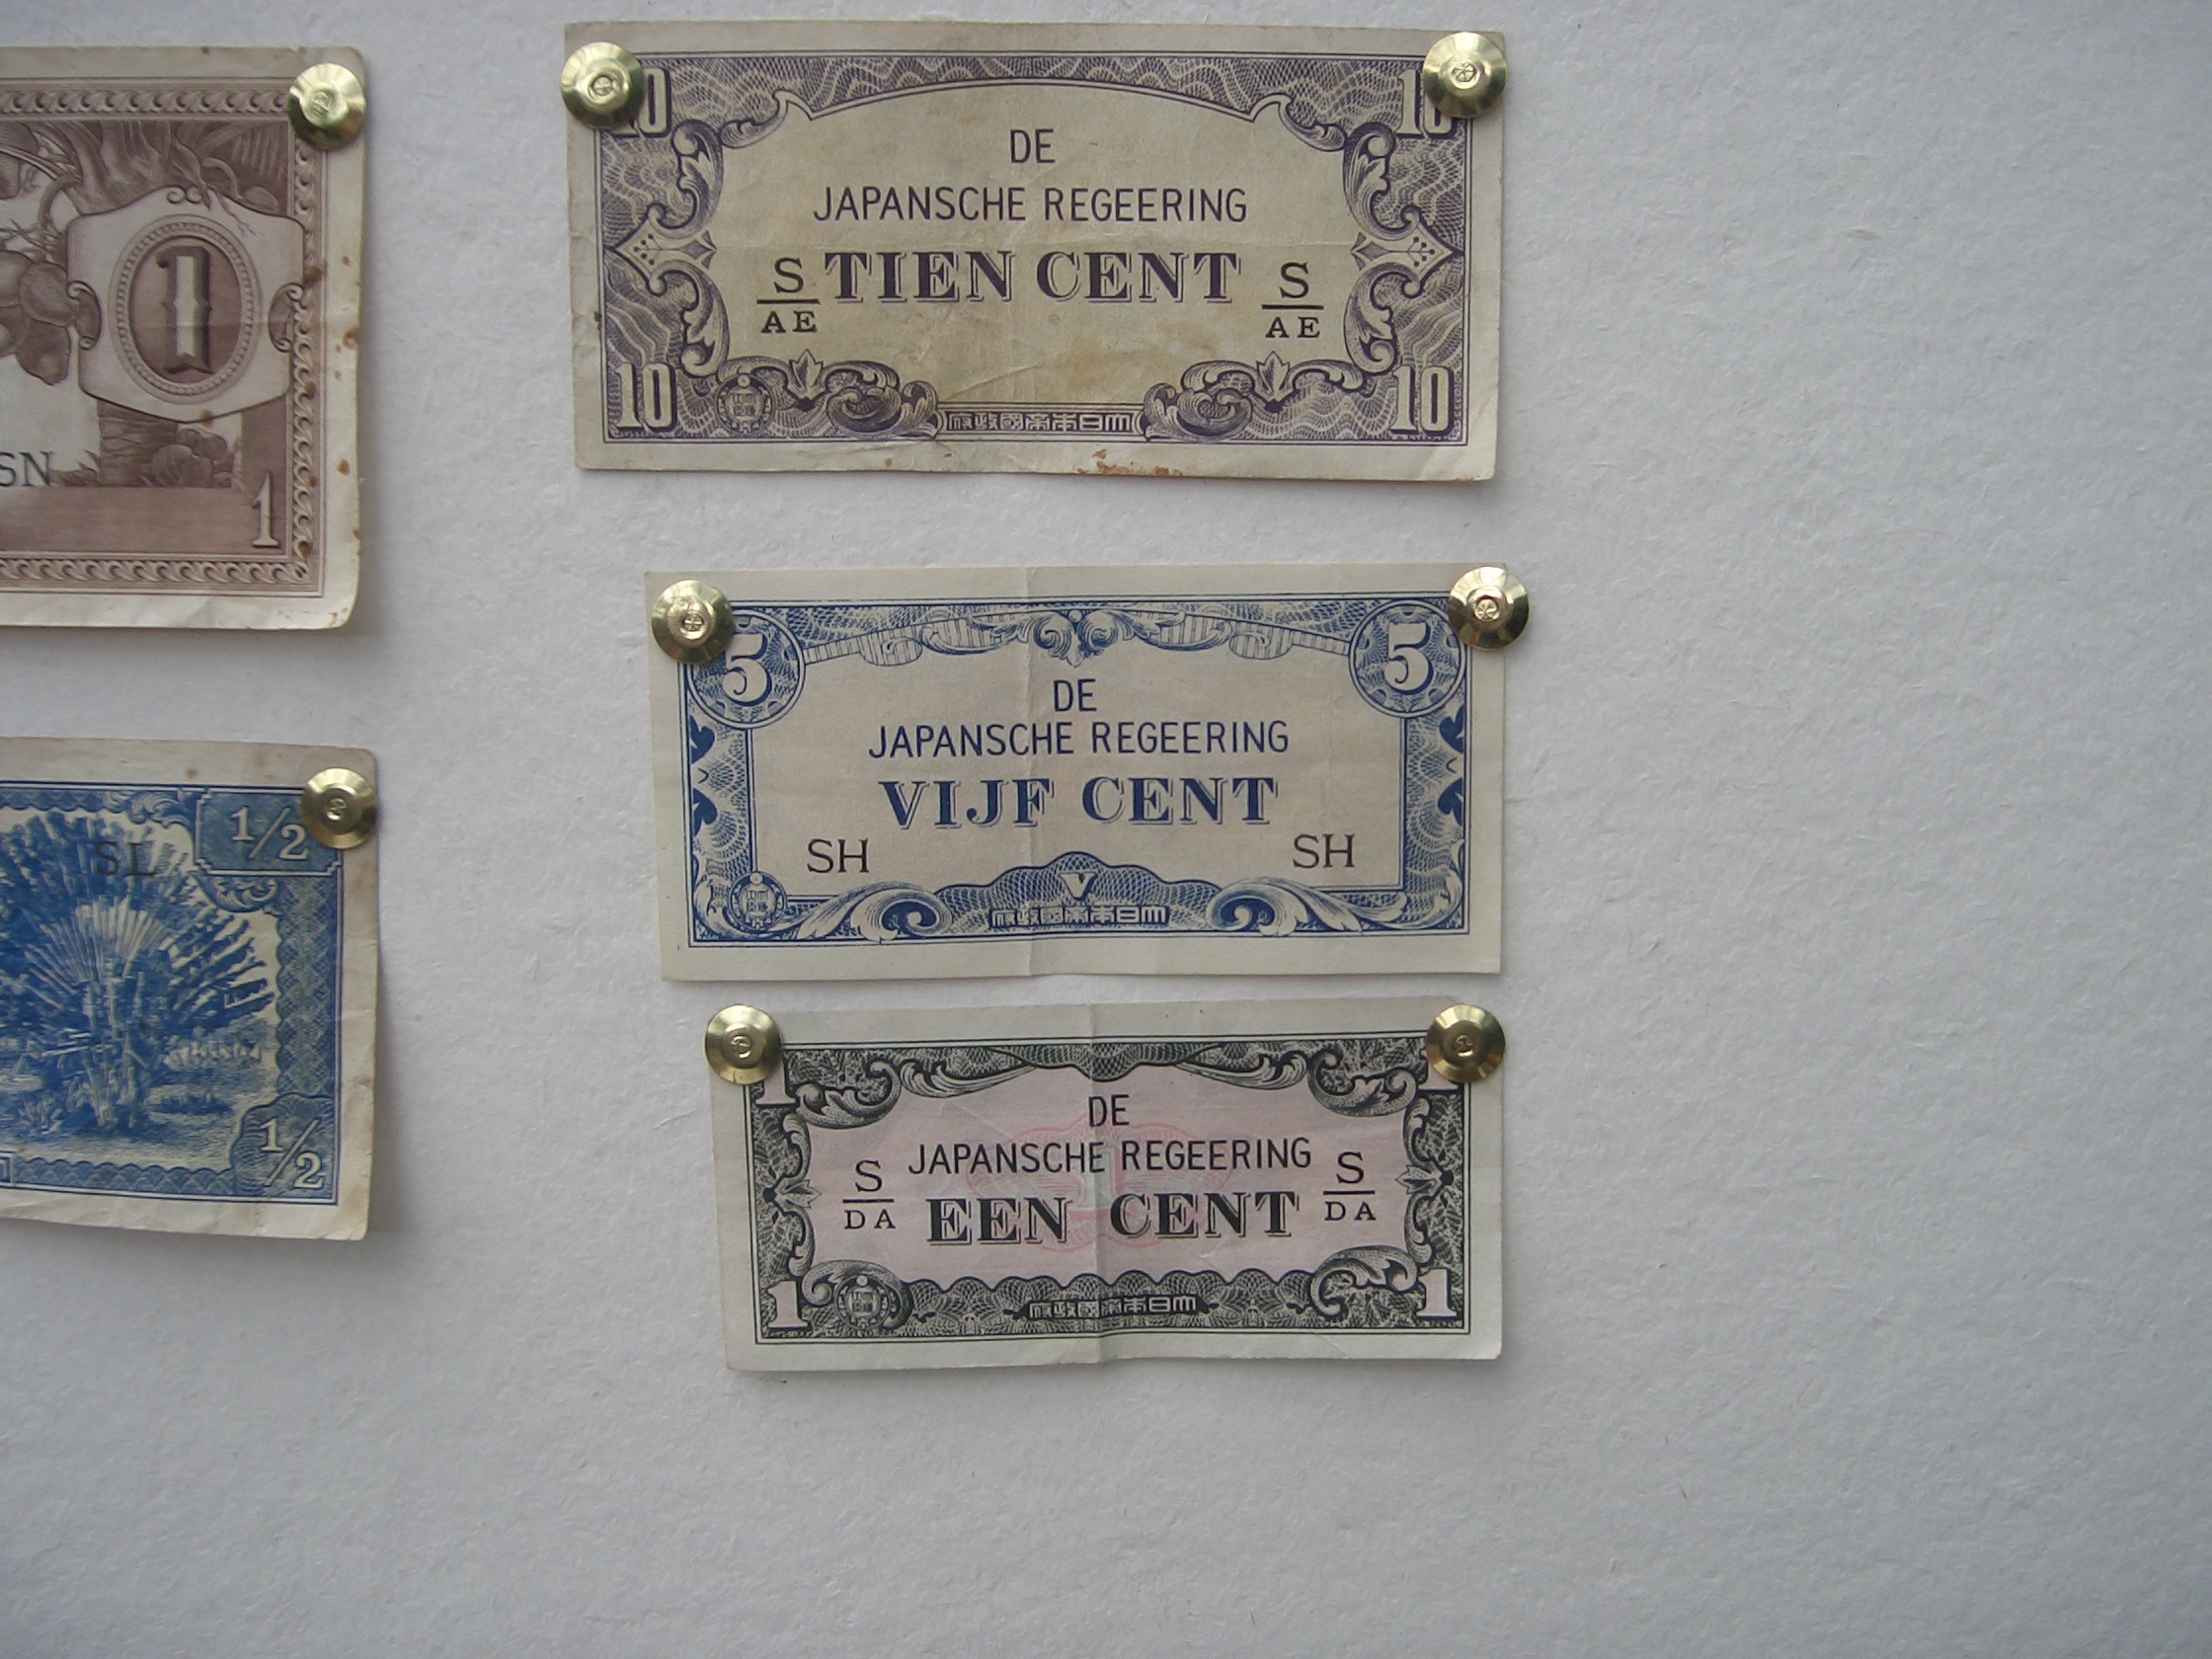 1
SN
1
1/2
SL
1/2
10 10
DE
JAPANSCHE REGEERING
S TIEN CENT S
AE AE
10 10
府政國帝本日大
5 5
DE
JAPANSCHE REGEERING
VIJF CENT
SH SH
V
府政國帝本日大
1 1
DE
S JAPANSCHE REGEERING S
DA EEN CENT DA
1 1
府政國帝本日大